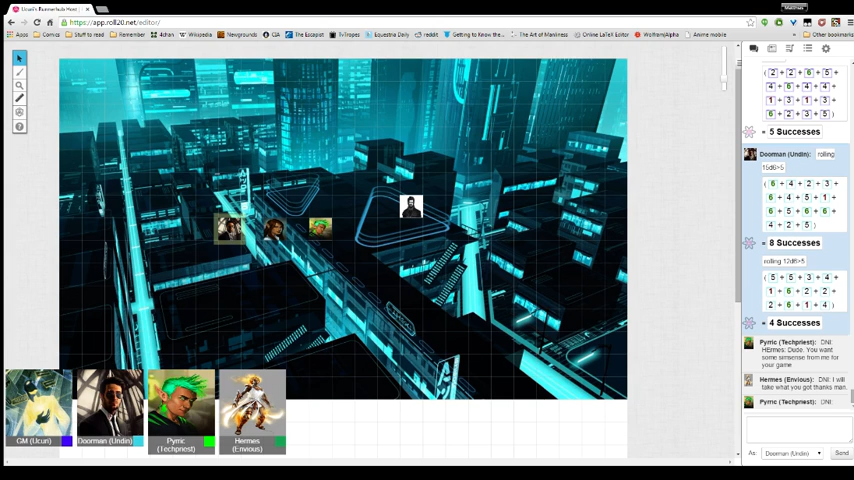 Ucun's Runnerhub Host |
Matthias
https://app.roll20.net/editor/
Apps Comics Stuff to read Remember 4chan Wikipedia Newgrounds CIA The Escapist TvTropes Equestria Daily reddit Getting to Know the... The Art of Manliness Online LaTeX Editor WolframAlpha Anime mobile » Other bookmarks
( 2 + 2 + 6 + 5
4 + 6 + 4 + 4 +
1 + 3 + 1 + 3 +
6 + 2 + 3 + 5 )
= 5 Successes
Doorman (Undin): rolling
15d6>5
( 6 + 4 + 2 + 3 +
6 + 4 + 5 + 1 +
6 + 5 + 6 + 6 +
4 + 2 + 5 )
= 8 Successes
rolling 12d6>5
( 5 + 5 + 3 + 4 +
1 + 6 + 2 + 2 +
2 + 6 + 1 + 4 )
= 4 Successes
Pyrric (Techpriest): DNI:
HErmes: Dude. You want
some simsense from me for
your game
Hermes (Envious): DNI: I will
take what you got thanks man.
Pyrric (Techpriest): DNI:
GM (Ucun)
Doorman (Undin)
Pyrric
(Techpriest)
Hermes
(Envious)
As: Doorman (Undin) Send